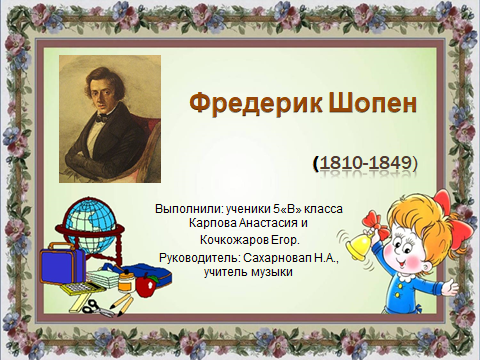 Фредерик Шопен
(1810-1849)
Выполнили: ученики 5«В» класса
Карпова Анастасия и
Кочкожаров Егор.
Руководитель: Сахарновап Н.А.,
учитель музыки